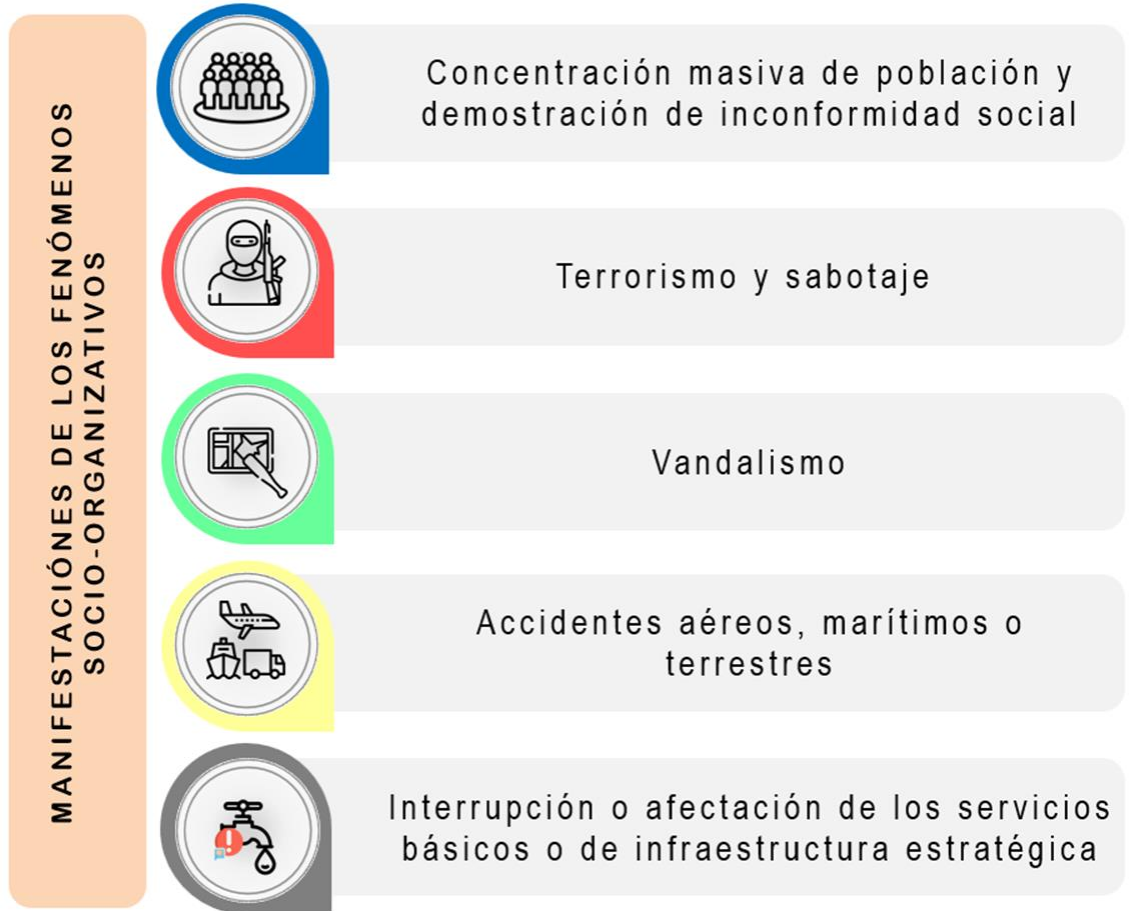 MANIFESTACIÓNES DE LOS FENÓMENOS
SOCIO-ORGANIZATIVOS
Concentración masiva de población y
demostración de inconformidad social
Terrorismo y sabotaje
Vandalismo
Accidentes aéreos, marítimos o
terrestres
Interrupción o afectación de los servicios
básicos o de infraestructura estratégica